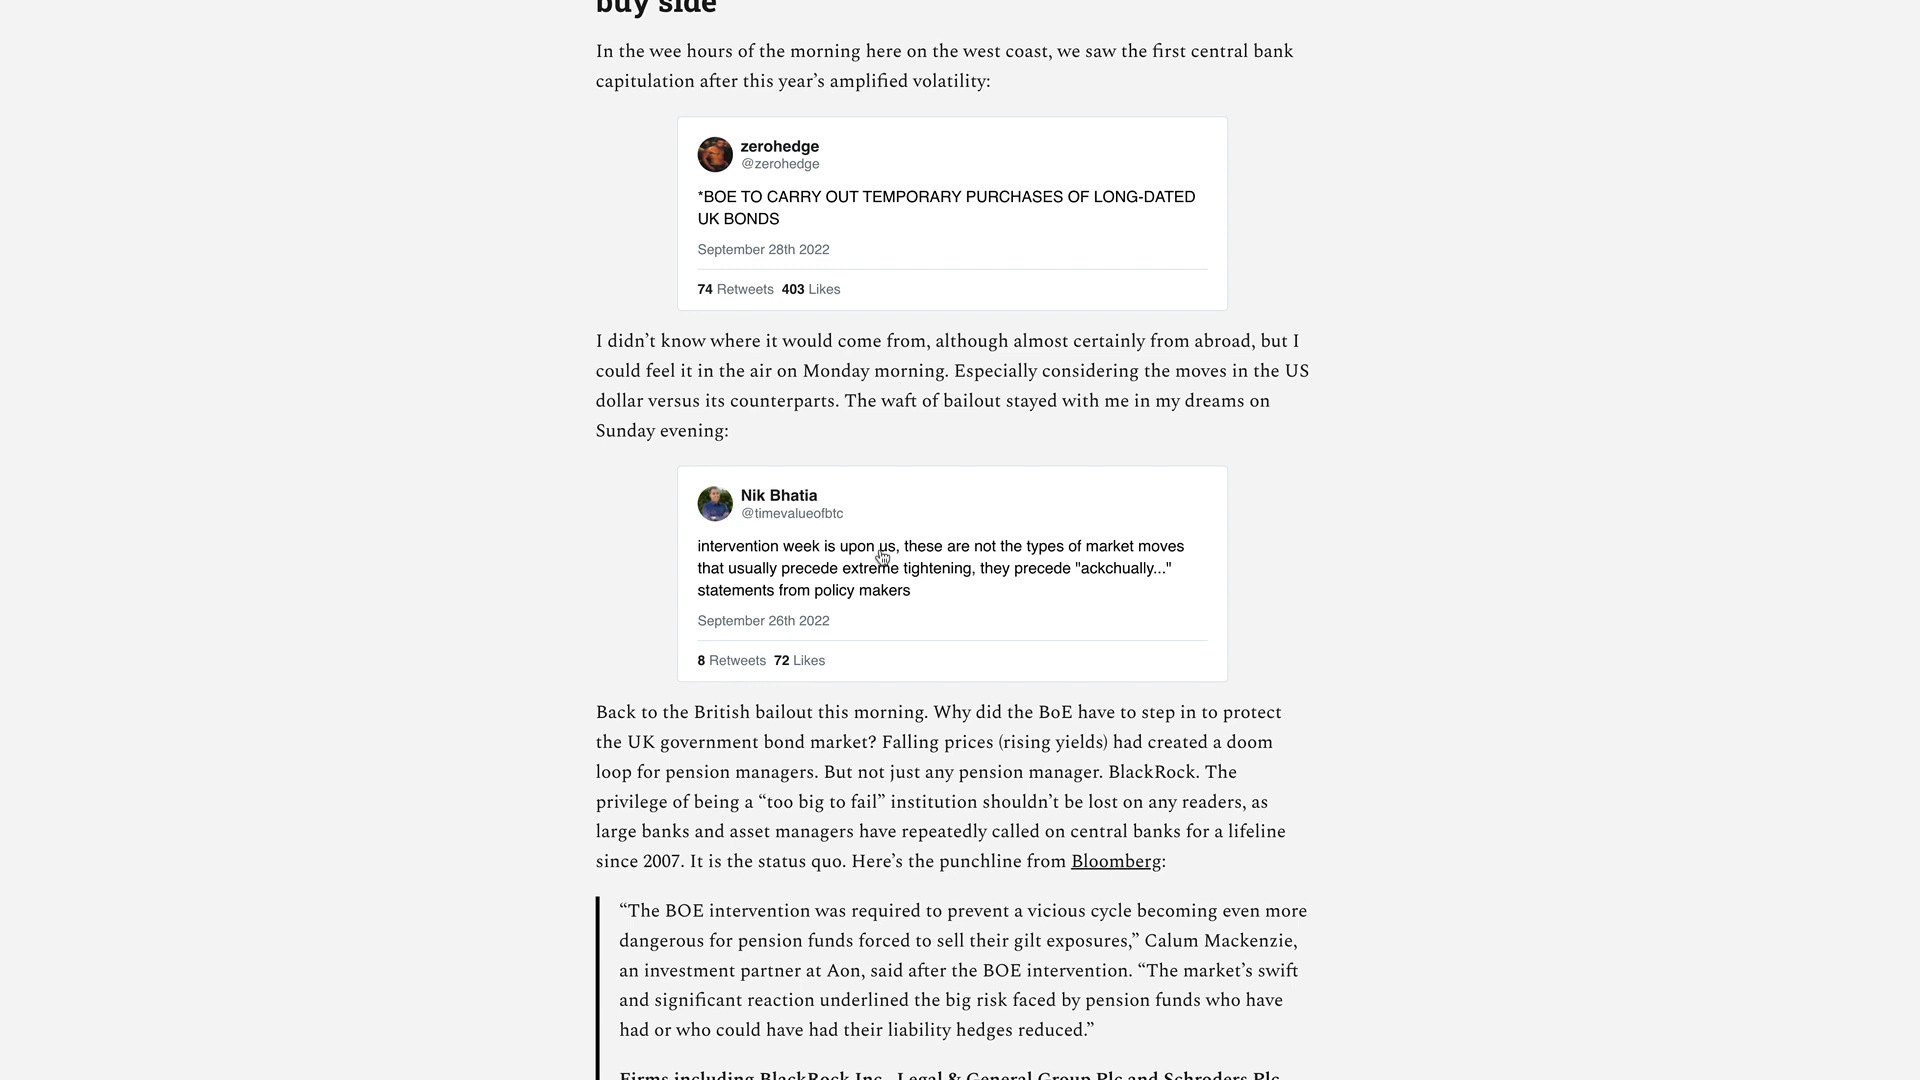 buy side
In the wee hours of the morning here on the west coast, we saw the first central bank
capitulation after this year’s amplified volatility:
zerohedge
@zerohedge
*BOE TO CARRY OUT TEMPORARY PURCHASES OF LONG-DATED
UK BONDS
September 28th 2022
74 Retweets 403 Likes
I didn’t know where it would come from, although almost certainly from abroad, but I
could feel it in the air on Monday morning. Especially considering the moves in the US
dollar versus its counterparts. The waft of bailout stayed with me in my dreams on
Sunday evening:
Nik Bhatia
@timevalueofbtc
intervention week is upon us, these are not the types of market moves
that usually precede extreme tightening, they precede "ackchually..."
statements from policy makers
September 26th 2022
8 Retweets 72 Likes
Back to the British bailout this morning. Why did the BoE have to step in to protect
the UK government bond market? Falling prices (rising yields) had created a doom
loop for pension managers. But not just any pension manager. BlackRock. The
privilege of being a “too big to fail” institution shouldn’t be lost on any readers, as
large banks and asset managers have repeatedly called on central banks for a lifeline
since 2007. It is the status quo. Here’s the punchline from Bloomberg:
“The BOE intervention was required to prevent a vicious cycle becoming even more
dangerous for pension funds forced to sell their gilt exposures,” Calum Mackenzie,
an investment partner at Aon, said after the BOE intervention. “The market’s swift
and significant reaction underlined the big risk faced by pension funds who have
had or who could have had their liability hedges reduced.”
Firms including BlackRock Inc., Legal & General Group Plc and Schroders Plc